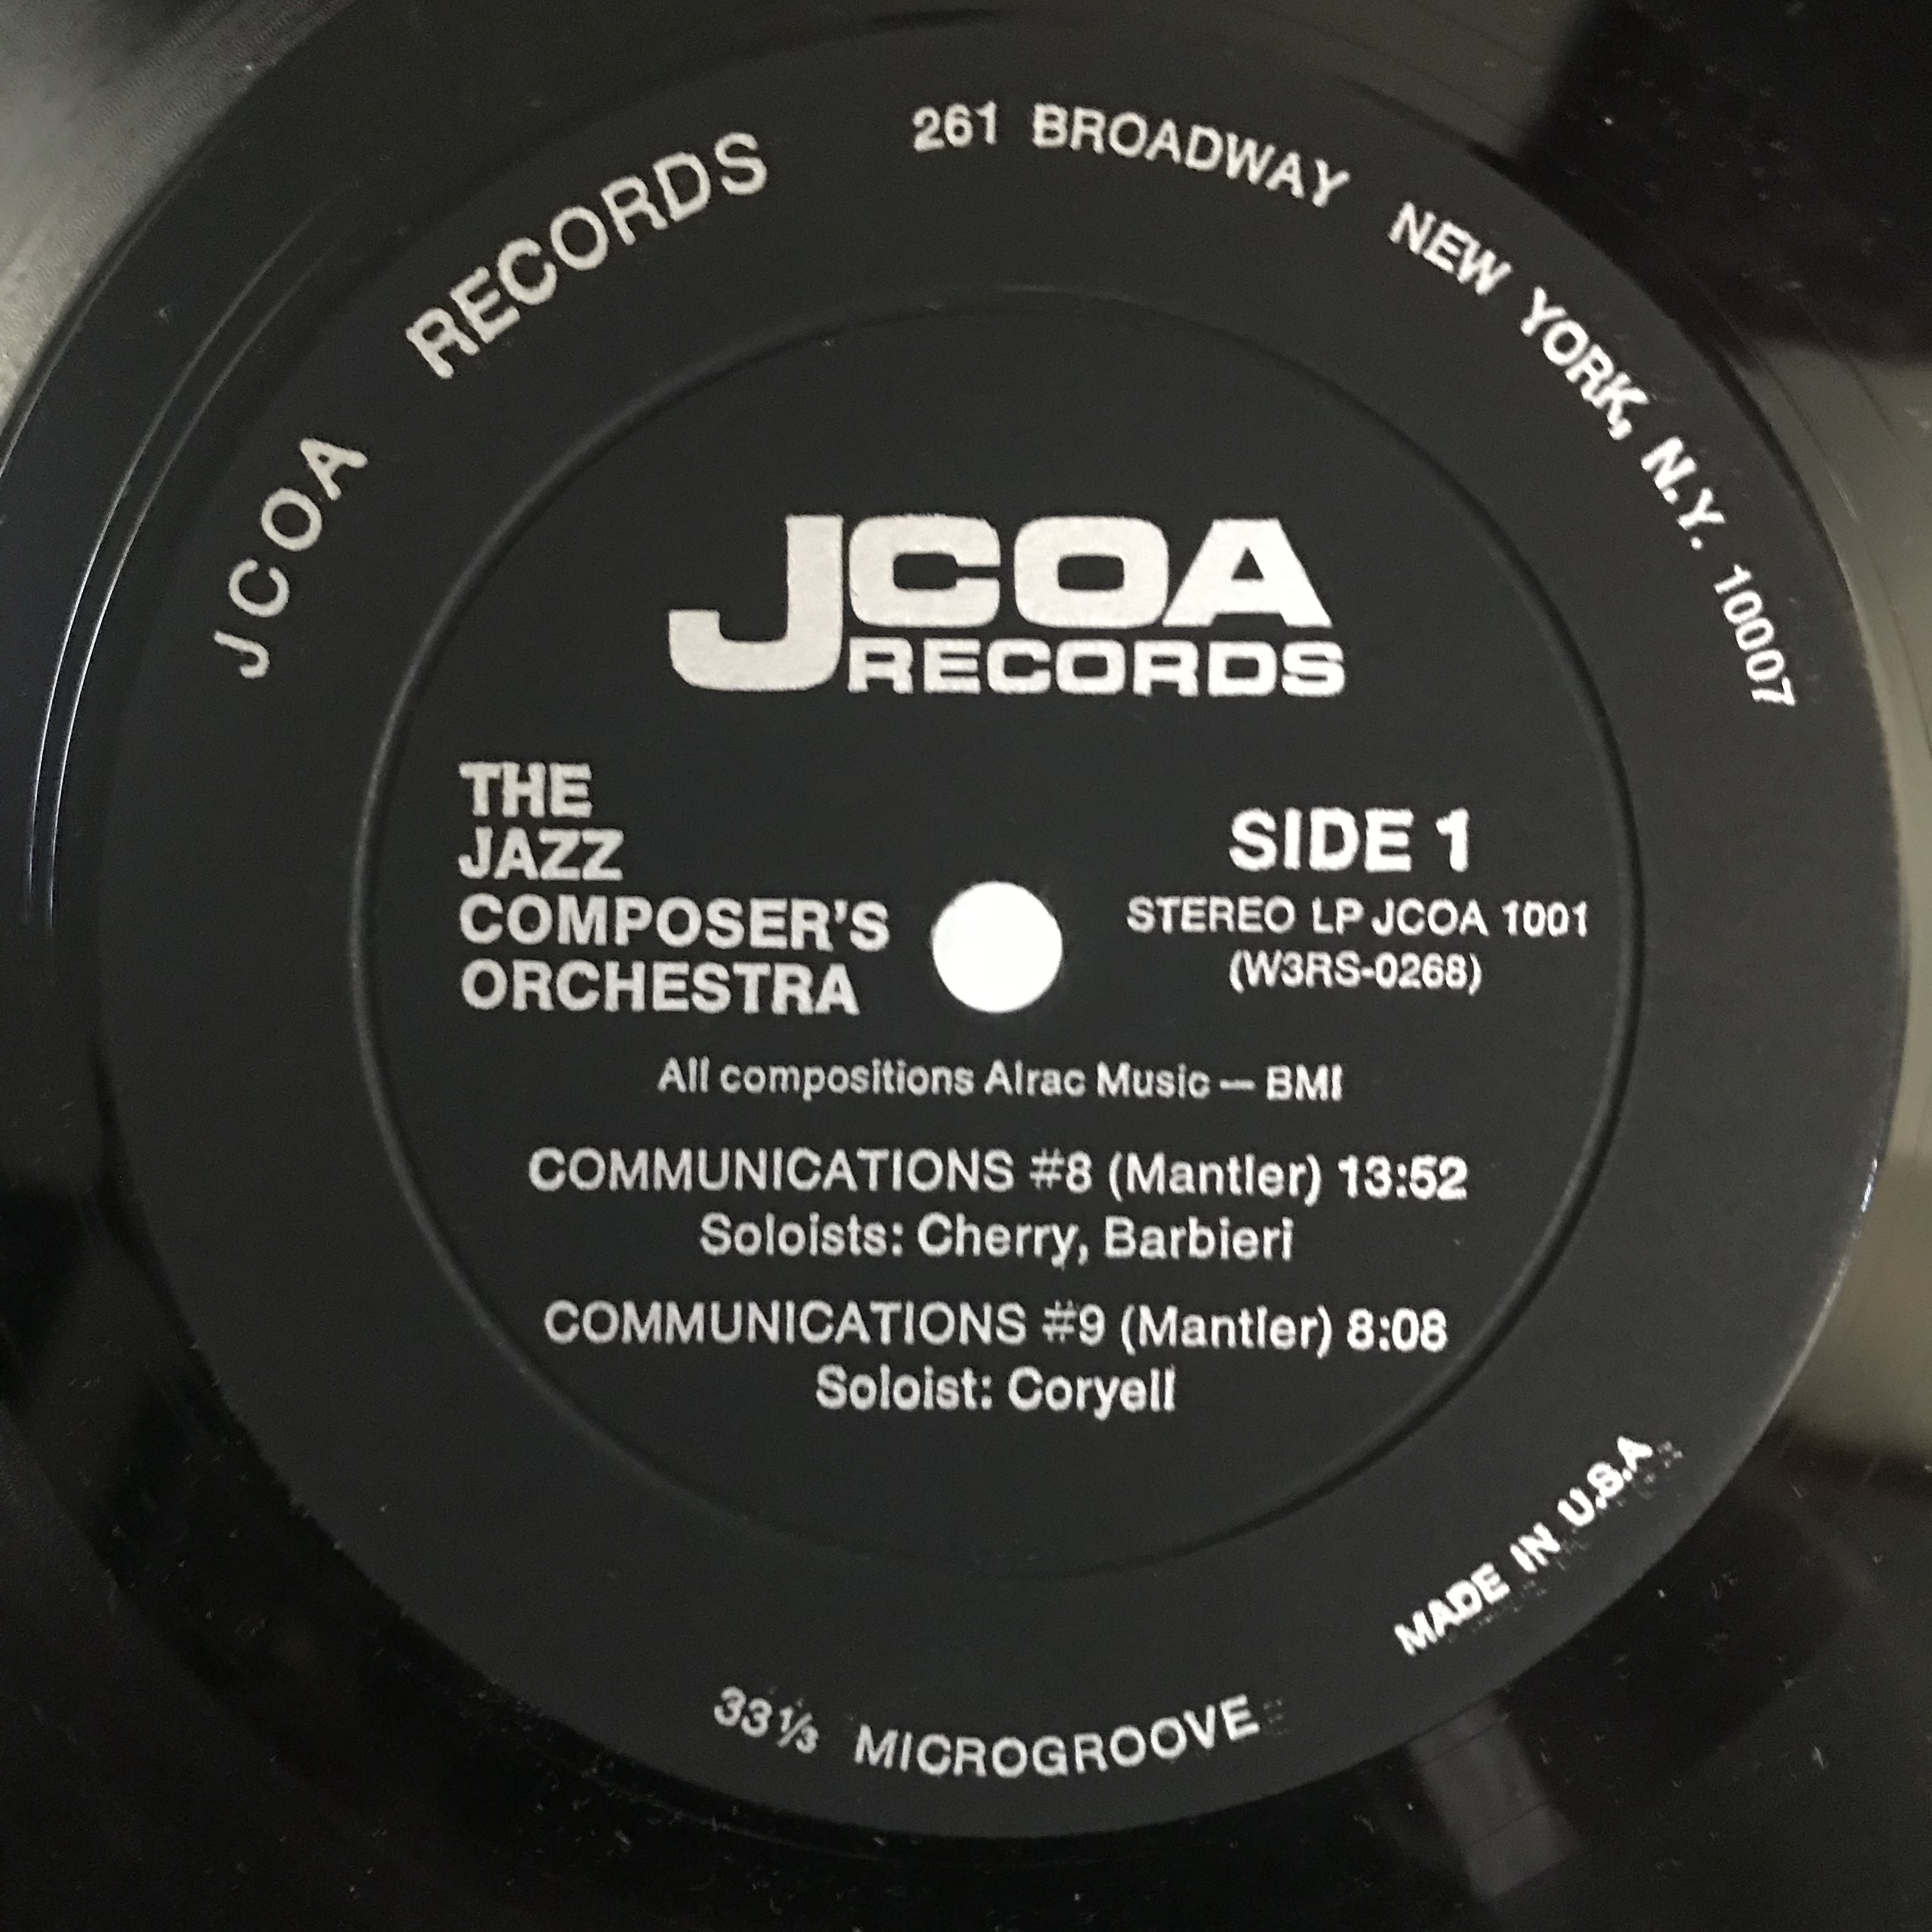 JCOA RECORDS 261 BROADWAY NEW YORK, N.Y. 10007
JCOA
RECORDS
THE
JAZZ
COMPOSER'S
ORCHESTRA
SIDE 1
STEREO LP JCOA 1001
(W3RS-0268)
All compositions Alrac Music — BMI
COMMUNICATIONS #8 (Mantler) 13:52
Soloists: Cherry, Barbieri
COMMUNICATIONS #9 (Mantler) 8:08
Soloist: Coryell
33⅓ MICROGROOVE
MADE IN U.S.A